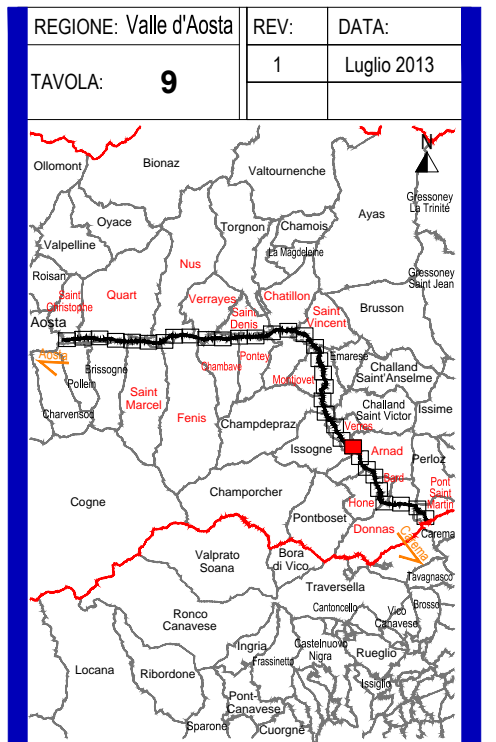 REGIONE: Valle d'Aosta
REV:
DATA:
TAVOLA: 9
1
Luglio 2013
N
Ollomont
Bionaz
Valtournenche
Ayas
Gressoney
La Trinité
Oyace
Torgnon
Chamois
Valpelline
La Magdeleine
Roisan
Nus
Gressoney
Saint Jean
Saint
Christophe
Quart
Verrayes
Chatillon
Saint
Denis
Saint
Vincent
Brusson
Aosta
Aosta
Brissogne
Chambave
Pontey
Emarese
Pollein
Montjovet
Challand
Saint Anselme
Saint
Marcel
Charvensod
Fenis
Champdepraz
Challand
Saint Victor
Issime
Verres
Issogne
Arnad
Perloz
Bard
Pont
Saint
Martin
Champorcher
Hone
Cogne
Pontboset
Donnas
Carema
Carema
Valprato
Soana
Bora
di Vico
Tavagnasco
Traversella
Ronco
Canavese
Cantoncello
Vico
Canavese
Brosso
Ingria
Castelnuovo
Nigra
Rueglio
Frassinetto
Locana
Ribordone
Issiglio
Pont-
Canavese
Sparone
Cuorgne